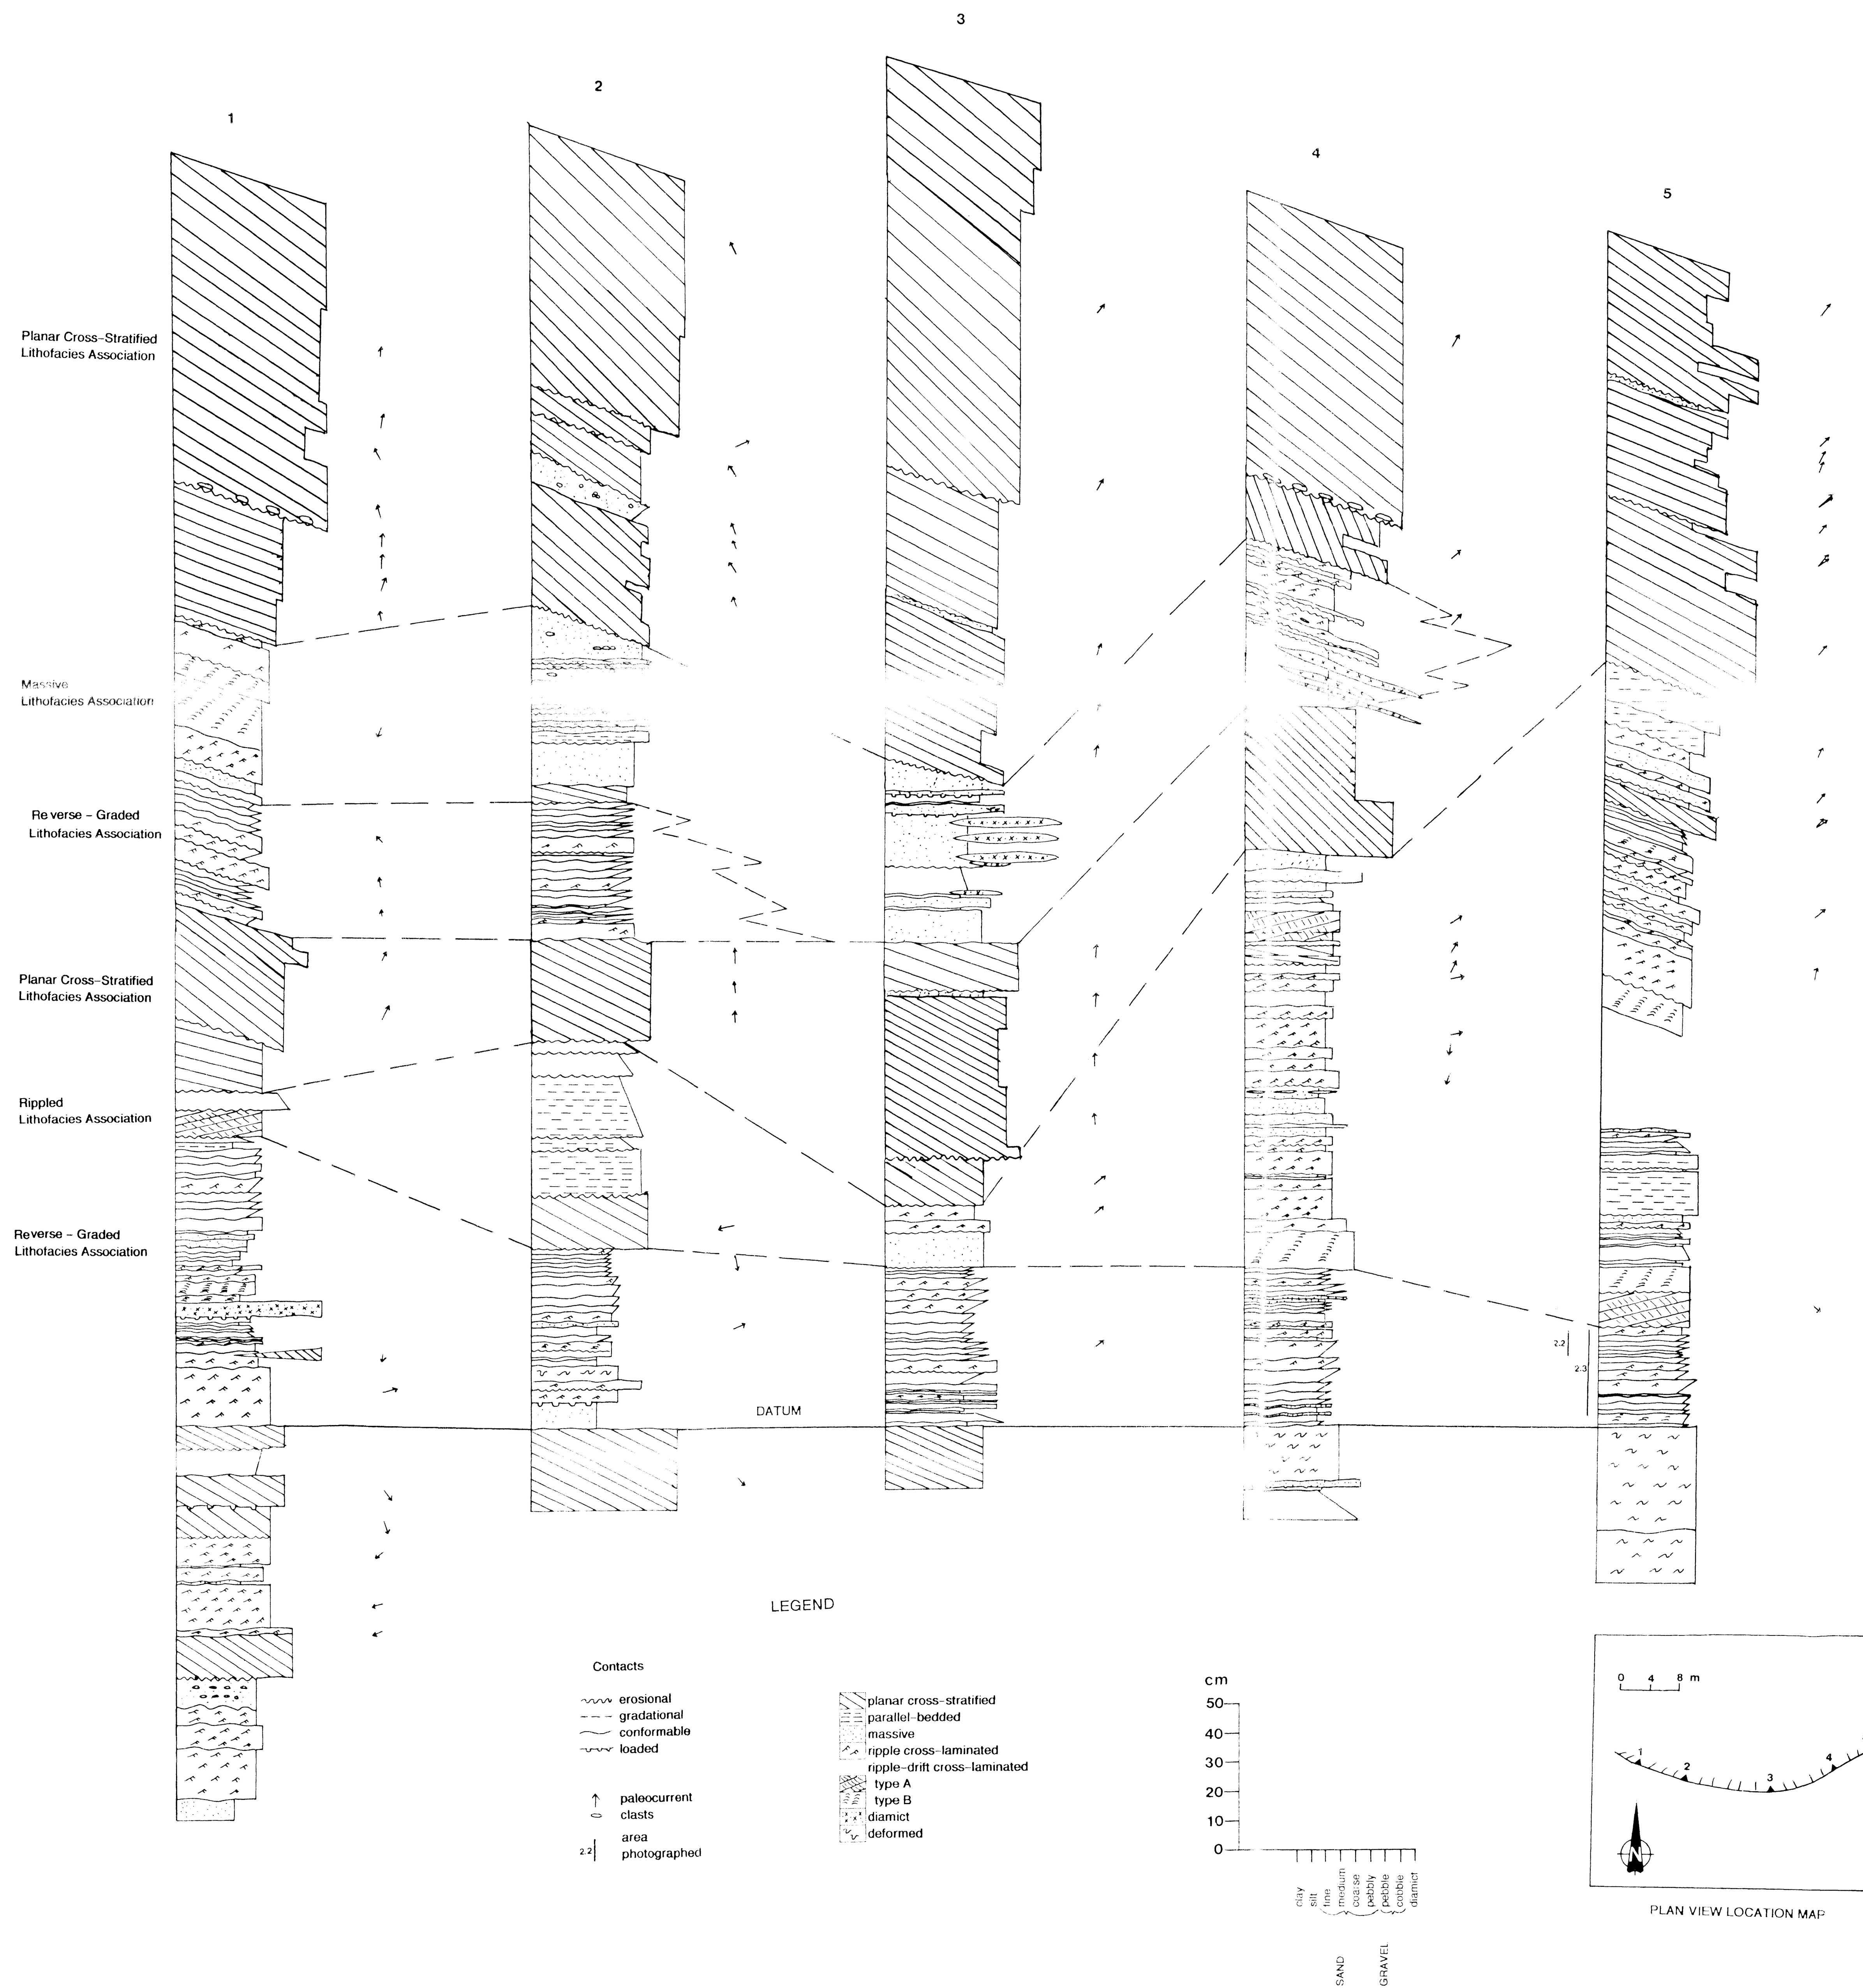 3
2
1
4
5
Planar Cross-Stratified
Lithofacies Association
Massive
Lithofacies Association
Reverse - Graded
Lithofacies Association
Planar Cross-Stratified
Lithofacies Association
Rippled
Lithofacies Association
Reverse - Graded
Lithofacies Association
2.2
2.3
DATUM
LEGEND
Contacts
erosional
gradational
conformable
loaded
paleocurrent
clasts
2.2
area
photographed
planar cross-stratified
parallel-bedded
massive
ripple cross-laminated
ripple-drift cross-laminated
type A
type B
diamict
deformed
cm
50
40
30
20
10
0
clay
silt
fine
medium
coarse
pebbly
pebble
cobble
diamict
SAND
GRAVEL
0 4 8 m
1
2
3
4
N
PLAN VIEW LOCATION MAP